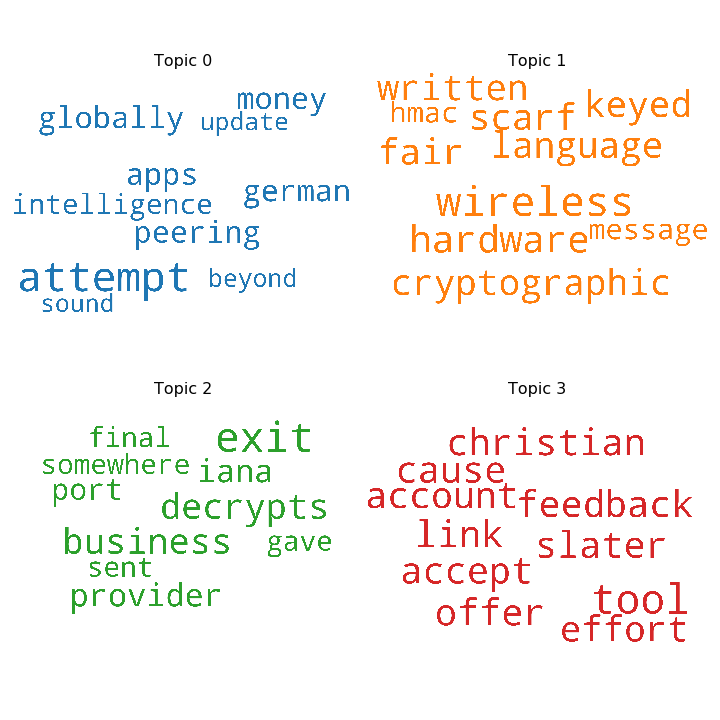 Topic 0
money
globally
update
apps
german
intelligence
peering
attempt
beyond
sound
Topic 1
written
hmac
scarf
keyed
fair
language
wireless
hardware
message
cryptographic
Topic 2
final
exit
somewhere
iana
port
decrypts
business
gave
sent
provider
Topic 3
christian
cause
account
feedback
link
slater
accept
tool
offer
effort